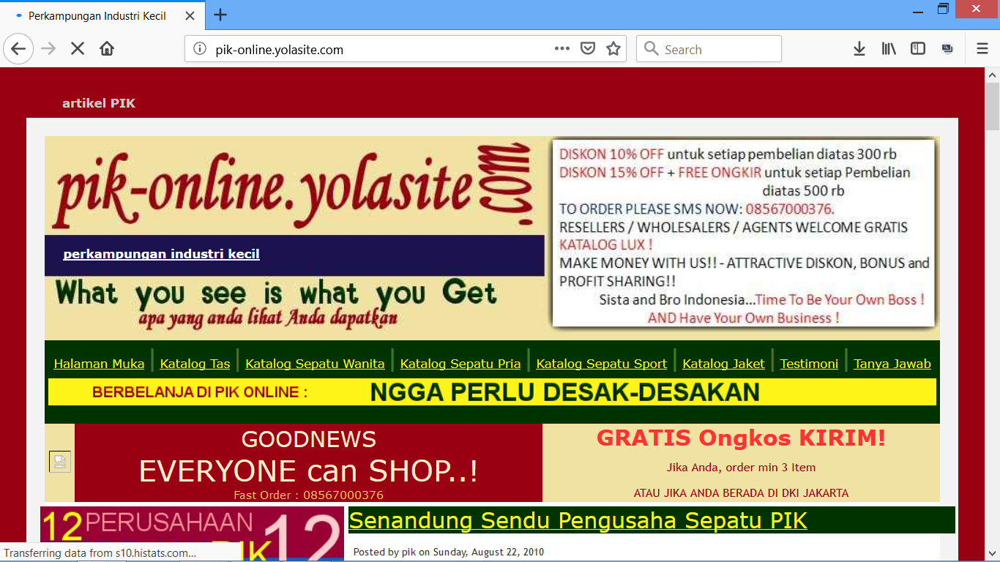 Perkampungan Industri Kecil
pik-online.yolasite.com
Search
artikel PIK
pik-online.yolasite.com
perkampungan industri kecil
What you see is what you Get
apa yang anda lihat Anda dapatkan
DISKON 10% OFF untuk setiap pembelian diatas 300 rb
DISKON 15% OFF + FREE ONGKIR untuk setiap Pembelian
diatas 500 rb
TO ORDER PLEASE SMS NOW: 08567000376.
RESELLERS / WHOLESALERS / AGENTS WELCOME GRATIS
KATALOG LUX !
MAKE MONEY WITH US!! - ATTRACTIVE DISKON, BONUS and
PROFIT SHARING!!
Sista and Bro Indonesia...Time To Be Your Own Boss !
AND Have Your Own Business !
Halaman Muka Katalog Tas Katalog Sepatu Wanita Katalog Sepatu Pria Katalog Sepatu Sport Katalog Jaket Testimoni Tanya Jawab
BERBELANJA DI PIK ONLINE : NGGA PERLU DESAK-DESAKAN
GOODNEWS
EVERYONE can SHOP..!
Fast Order : 08567000376
GRATIS Ongkos KIRIM!
Jika Anda, order min 3 Item
ATAU JIKA ANDA BERADA DI DKI JAKARTA
12 PERUSAHAAN 12
PIK
Senandung Sendu Pengusaha Sepatu PIK
Posted by pik on Sunday, August 22, 2010
Transferring data from s10.histats.com...